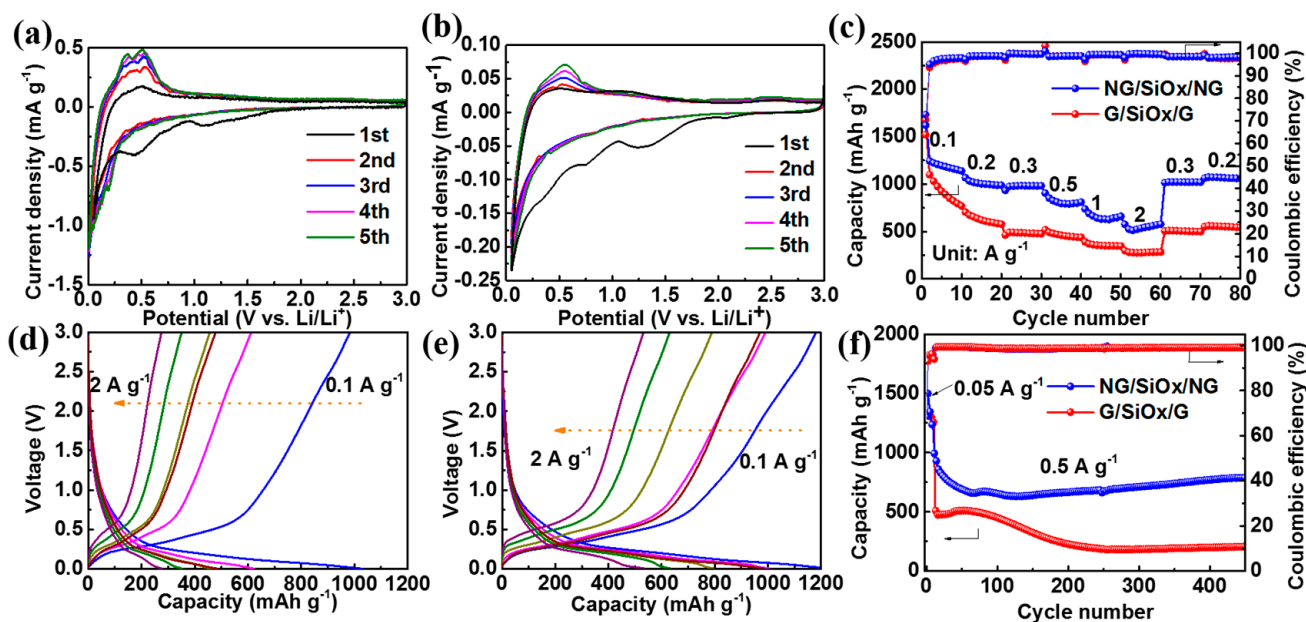 (a)
Current density (mA g⁻¹)
0.5
0.0
-0.5
-1.0
-1.5
1st
2nd
3rd
4th
5th
0.0 0.5 1.0 1.5 2.0 2.5 3.0
Potential (V vs. Li/Li⁺)
(b)
Current density (mA g⁻¹)
0.10
0.05
0.00
-0.05
-0.10
-0.15
-0.20
-0.25
1st
2nd
3rd
4th
5th
0.5 1.0 1.5 2.0 2.5 3.0
Potential (V vs. Li/Li⁺)
(c)
Capacity (mAh g⁻¹)
2500
2000
1500
1000
500
0
NG/SiOx/NG
G/SiOx/G
0.1
0.2
0.3
0.5
1
2
0.3
0.2
Unit: A g⁻¹
100
90
80
70
60
50
40
30
20
10
0
Coulombic efficiency (%)
0 10 20 30 40 50 60 70 80
Cycle number
(d)
Voltage (V)
3.0
2.5
2.0
1.5
1.0
0.5
0.0
2 A g⁻¹
0.1 A g⁻¹
0 200 400 600 800 1000 1200
Capacity (mAh g⁻¹)
(e)
Voltage (V)
3.0
2.5
2.0
1.5
1.0
0.5
0.0
2 A g⁻¹
0.1 A g⁻¹
0 200 400 600 800 1000 1200
Capacity (mAh g⁻¹)
(f)
Capacity (mAh g⁻¹)
2000
1500
1000
500
0
0.05 A g⁻¹
NG/SiOx/NG
G/SiOx/G
0.5 A g⁻¹
100
80
60
40
20
0
Coulombic efficiency (%)
0 100 200 300 400
Cycle number